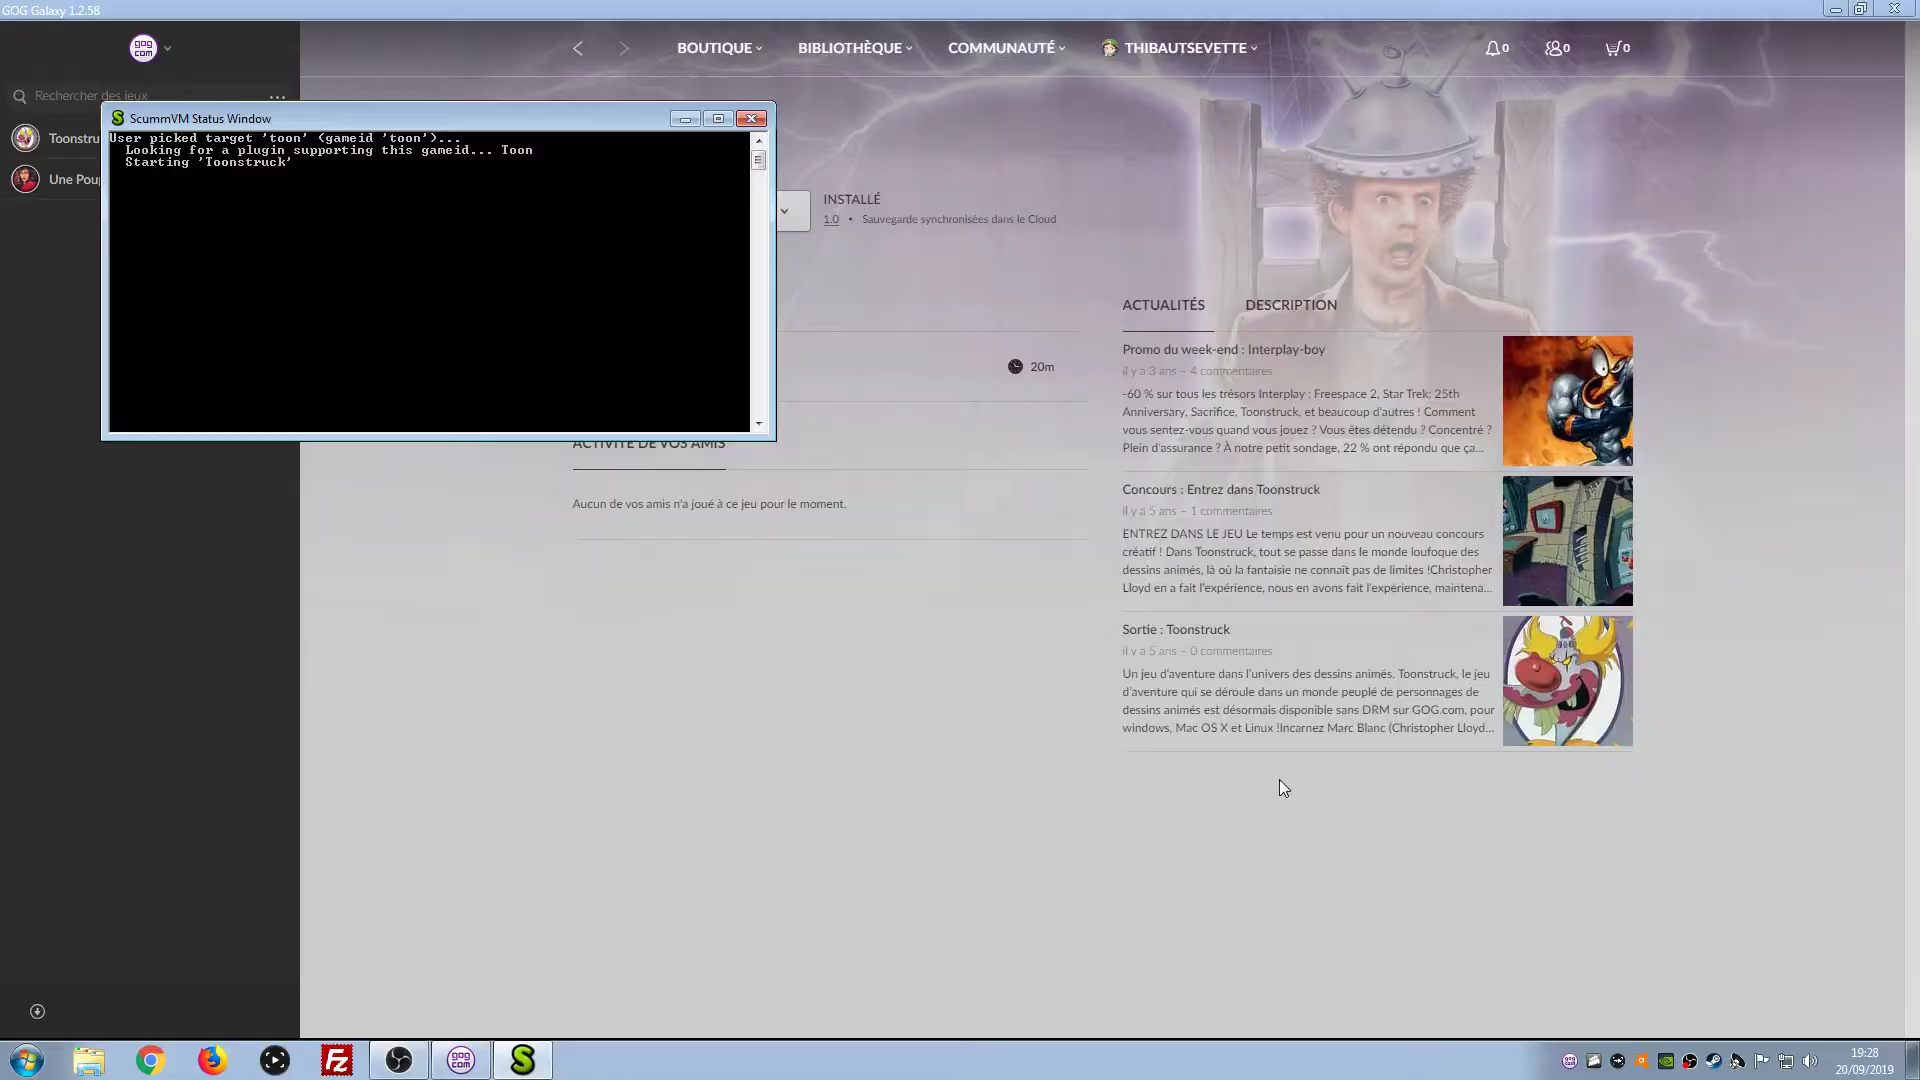 GOG Galaxy 1.2.58
gog
com
BOUTIQUE
BIBLIOTHÈQUE
COMMUNAUTÉ
THIBAUTSEVETTE
0
0
0
Rechercher des jeux
...
Toonstru
Une Pou
ScummVM Status Window
User picked target 'toon' (gameid 'toon')...
Looking for a plugin supporting this gameid... Toon
Starting 'Toonstruck'
INSTALLÉ
1.0 • Sauvegarde synchronisées dans le Cloud
20m
ACTIVITÉ DE VOS AMIS
Aucun de vos amis n'a joué à ce jeu pour le moment.
ACTUALITÉS
DESCRIPTION
Promo du week-end : Interplay-boy
il y a 3 ans – 4 commentaires
-60 % sur tous les trésors Interplay : Freespace 2, Star Trek: 25th
Anniversary, Sacrifice, Toonstruck, et beaucoup d'autres ! Comment
vous sentez-vous quand vous jouez ? Vous êtes détendu ? Concentré ?
Plein d'assurance ? À notre petit sondage, 22 % ont répondu que ça...
Concours : Entrez dans Toonstruck
il y a 5 ans – 1 commentaires
ENTREZ DANS LE JEU Le temps est venu pour un nouveau concours
créatif ! Dans Toonstruck, tout se passe dans le monde loufoque des
dessins animés, là où la fantaisie ne connaît pas de limites !Christopher
Lloyd en a fait l'expérience, nous en avons fait l'expérience, maintena...
Sortie : Toonstruck
il y a 5 ans – 0 commentaires
Un jeu d'aventure dans l'univers des dessins animés. Toonstruck, le jeu
d'aventure qui se déroule dans un monde peuplé de personnages de
dessins animés est désormais disponible sans DRM sur GOG.com, pour
windows, Mac OS X et Linux !Incarnez Marc Blanc (Christopher Lloyd...
Fz
gog
com
S
19:28
20/09/2019